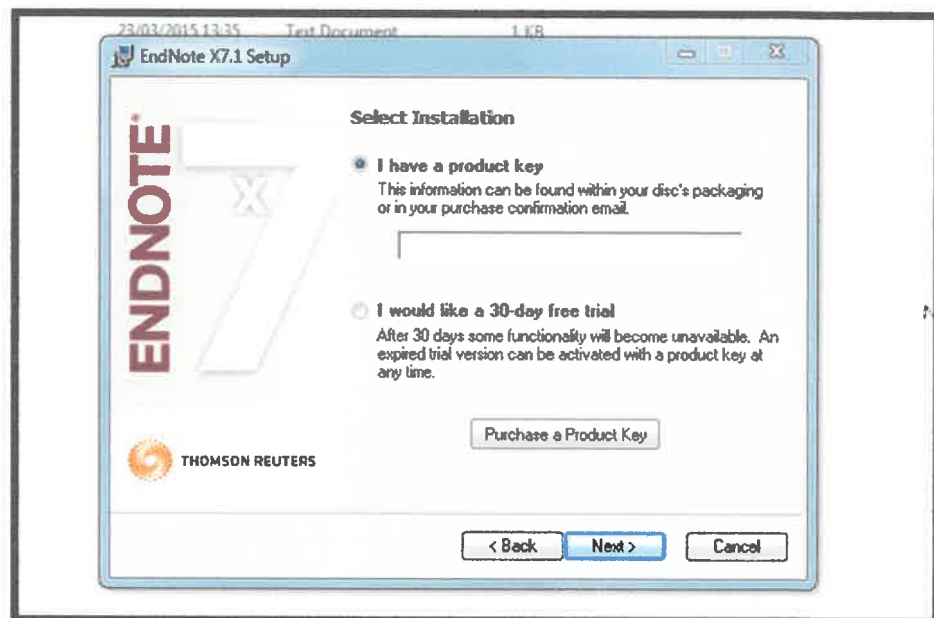 23/03/2015 13:35 Text Document 1 KB
EndNote X7.1 Setup
ENDNOTE
X7
Select Installation
I have a product key
This information can be found within your disc's packaging
or in your purchase confirmation email.
I would like a 30-day free trial
After 30 days some functionality will become unavailable. An
expired trial version can be activated with a product key at
any time.
Purchase a Product Key
THOMSON REUTERS
< Back
Next >
Cancel